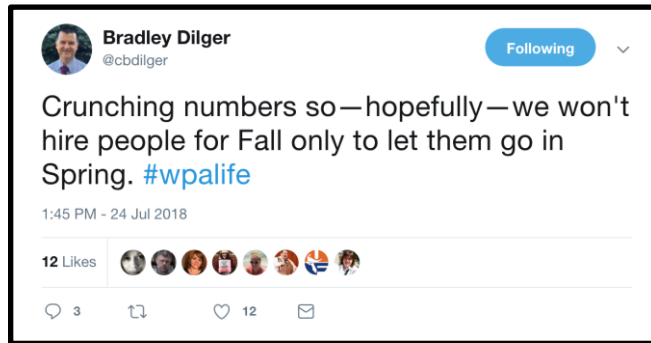 Bradley Dilger
@cbdilger
Following
Crunching numbers so—hopefully—we won't
hire people for Fall only to let them go in
Spring. #wpalife
1:45 PM - 24 Jul 2018
12 Likes
3 12